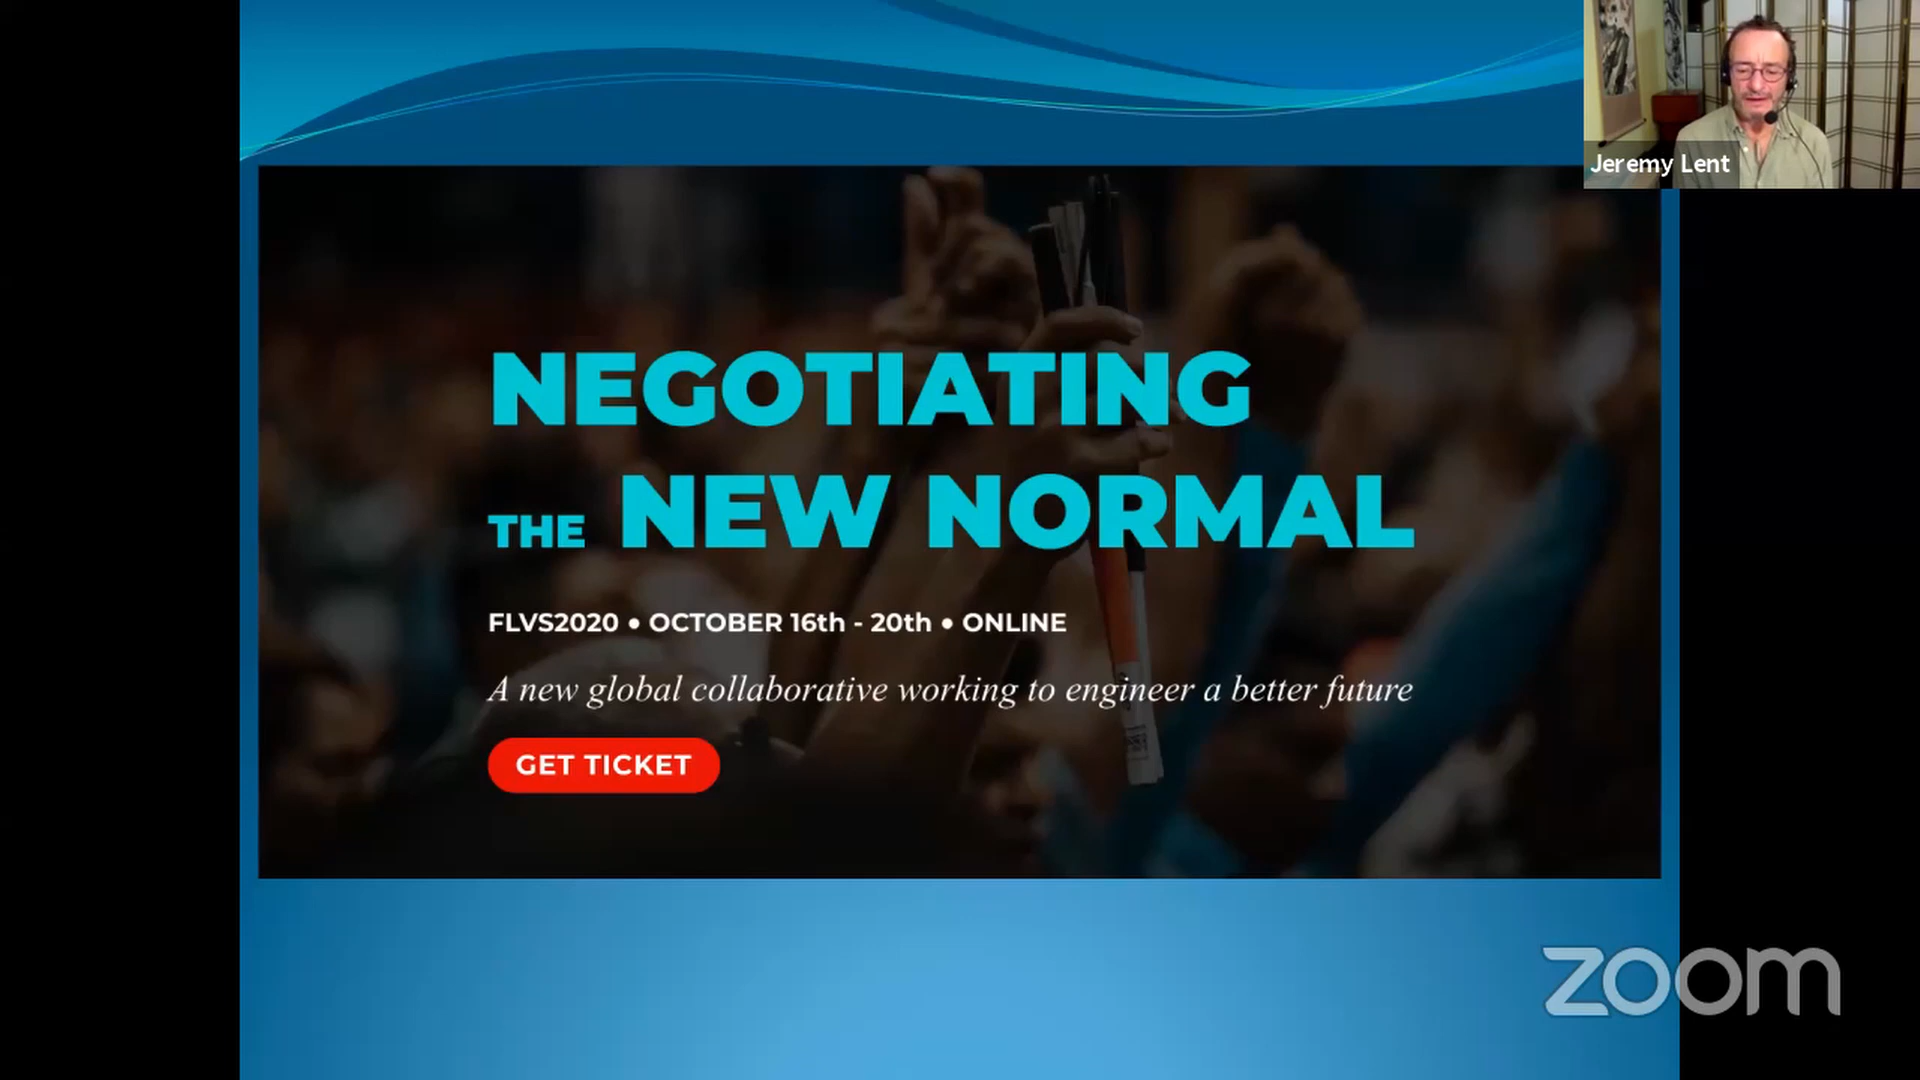 Jeremy Lent
NEGOTIATING
THE NEW NORMAL
FLVS2020 • OCTOBER 16th - 20th • ONLINE
A new global collaborative working to engineer a better future
GET TICKET
zoom